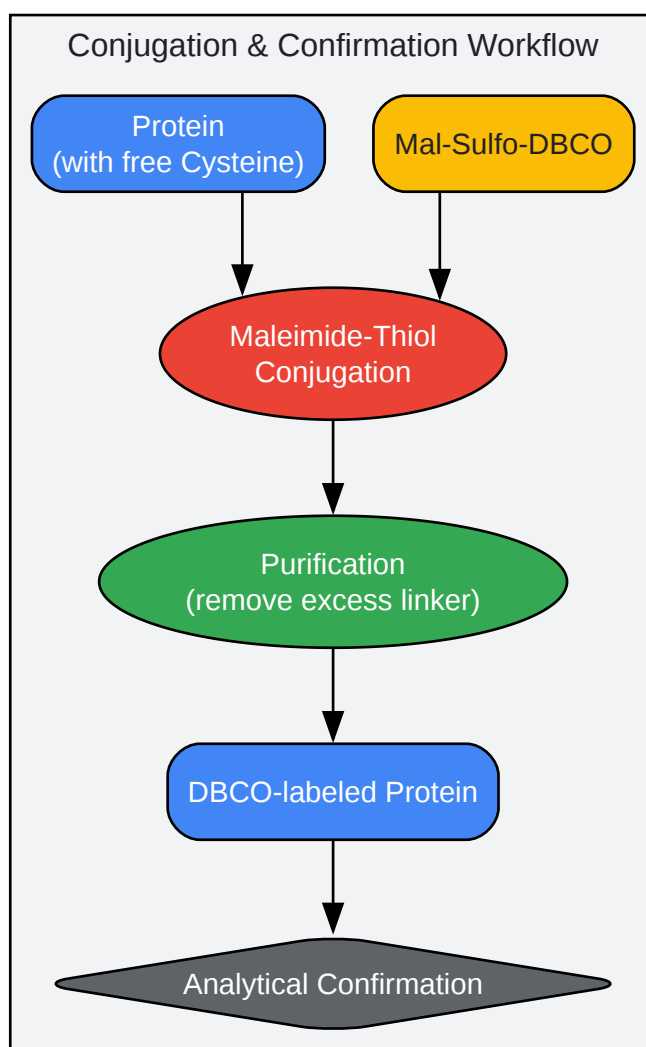 Conjugation & Confirmation Workflow
Protein
(with free Cysteine)
Mal-Sulfo-DBCO
Maleimide-Thiol
Conjugation
Purification
(remove excess linker)
DBCO-labeled Protein
Analytical Confirmation